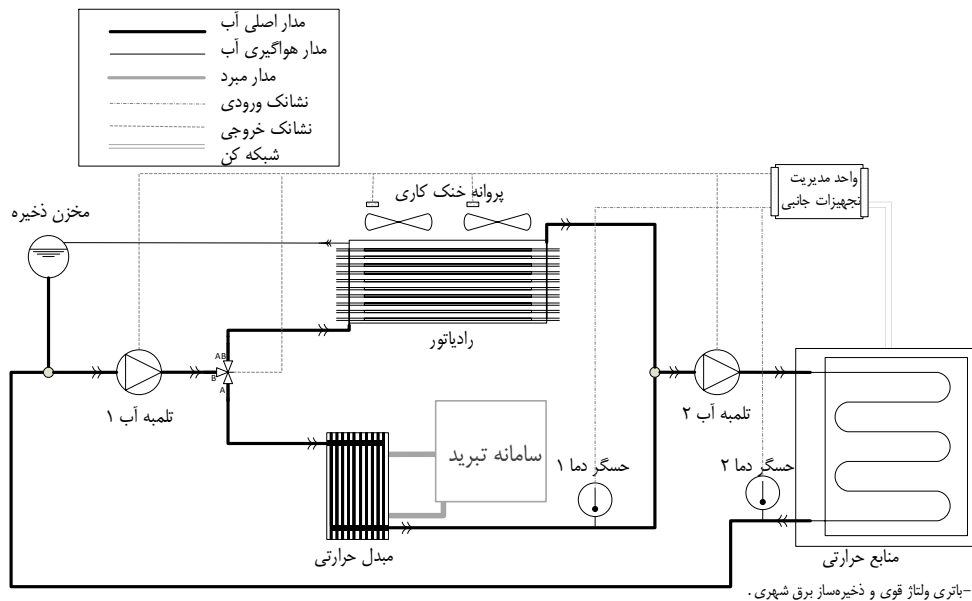 مدار اصلی آب
مدار هواگیری آب
مدار مبرد
نشانک ورودی
نشانک خروجی
شبکه کن
واحد مدیریت
تجهیزات جانبی
پروانه خنک کاری
مخزن ذخیره
رادیاتور
AB
B
A
تلمبه آب ۱
تلمبه آب ۲
سامانه تبرید
حسگر دما ۱
حسگر دما ۲
مبدل حرارتی
منابع حرارتی
-باتری ولتاژ قوی و ذخیره‌ساز برق شهری .